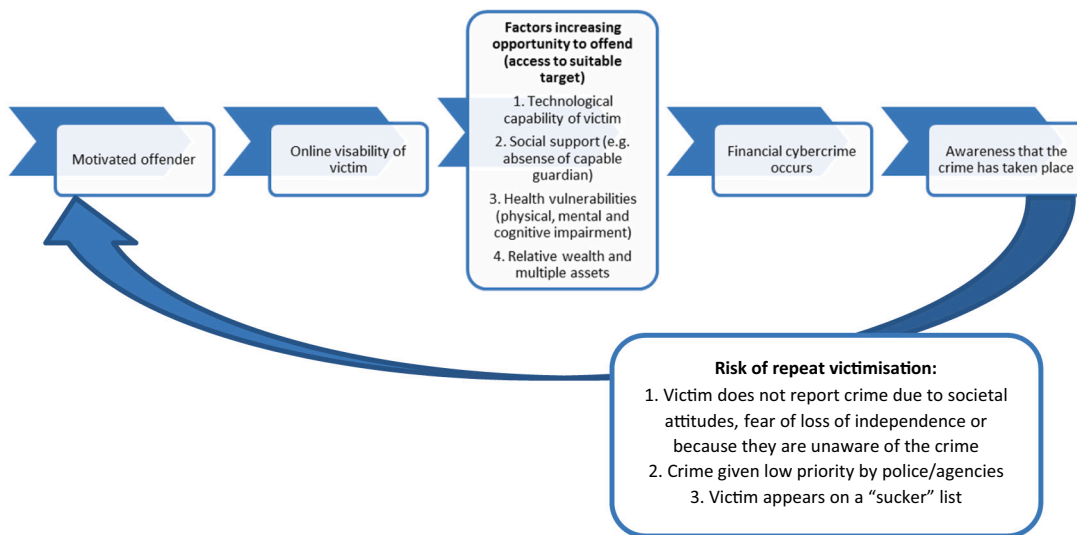 Motivated offender
Online visability of
victim
Factors increasing
opportunity to offend
(access to suitable
target)
1. Technological
capability of victim
2. Social support (e.g.
absence of capable
guardian)
3. Health vulnerabilities
(physical, mental and
cognitive impairment)
4. Relative wealth and
multiple assets
Financial cybercrime
occurs
Awareness that the
crime has taken place
Risk of repeat victimisation:
1. Victim does not report crime due to societal
attitudes, fear of loss of independence or
because they are unaware of the crime
2. Crime given low priority by police/agencies
3. Victim appears on a “sucker” list